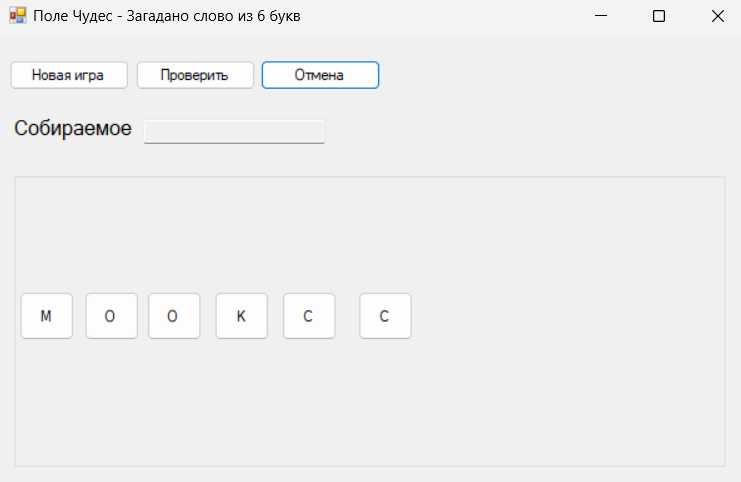 Поле Чудес - Загадано слово из 6 букв
Новая игра Проверить Отмена
Собираемое
М О О К С С